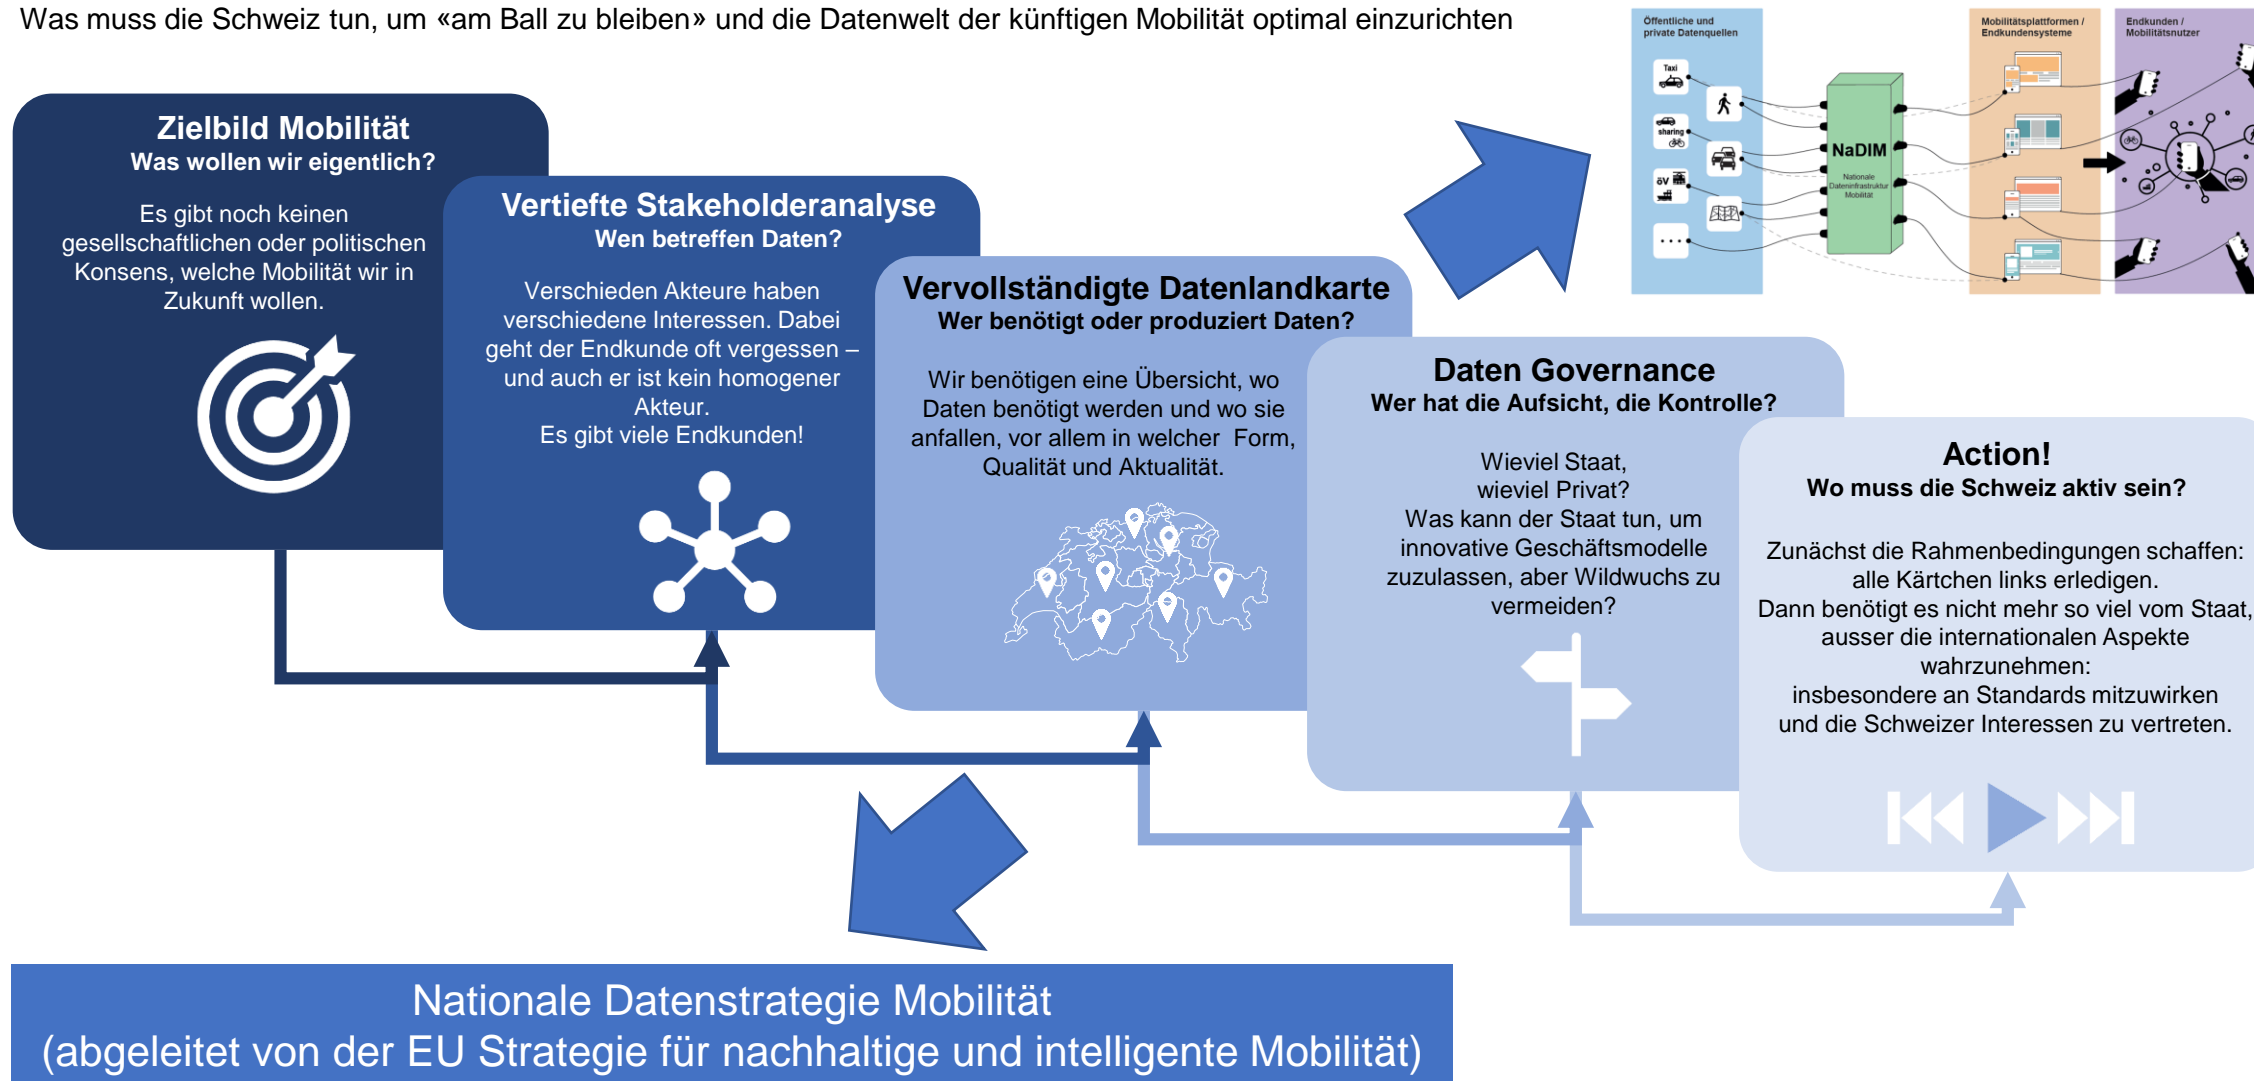 Was muss die Schweiz tun, um «am Ball zu bleiben» und die Datenwelt der künftigen Mobilität optimal einzurichten
Öffentliche und
private Datenquellen
Mobilitätsplattformen /
Endkundensysteme
Endkunden /
Mobilitätsnutzer
Taxi
sharing
öV
...
NaDIM
Nationale
Dateninfrastruktur
Mobilität
Zielbild Mobilität
Was wollen wir eigentlich?
Es gibt noch keinen
gesellschaftlichen oder politischen
Konsens, welche Mobilität wir in
Zukunft wollen.
Vertiefte Stakeholderanalyse
Wen betreffen Daten?
Verschieden Akteure haben
verschiedene Interessen. Dabei
geht der Endkunde oft vergessen –
und auch er ist kein homogener
Akteur.
Es gibt viele Endkunden!
Vervollständigte Datenlandkarte
Wer benötigt oder produziert Daten?
Wir benötigen eine Übersicht, wo
Daten benötigt werden und wo sie
anfallen, vor allem in welcher Form,
Qualität und Aktualität.
Daten Governance
Wer hat die Aufsicht, die Kontrolle?
Wieviel Staat,
wieviel Privat?
Was kann der Staat tun, um
innovative Geschäftsmodelle
zuzulassen, aber Wildwuchs zu
vermeiden?
Action!
Wo muss die Schweiz aktiv sein?
Zunächst die Rahmenbedingungen schaffen:
alle Kärtchen links erledigen.
Dann benötigt es nicht mehr so viel vom Staat,
ausser die internationalen Aspekte
wahrzunehmen:
insbesondere an Standards mitzuwirken
und die Schweizer Interessen zu vertreten.
Nationale Datenstrategie Mobilität
(abgeleitet von der EU Strategie für nachhaltige und intelligente Mobilität)